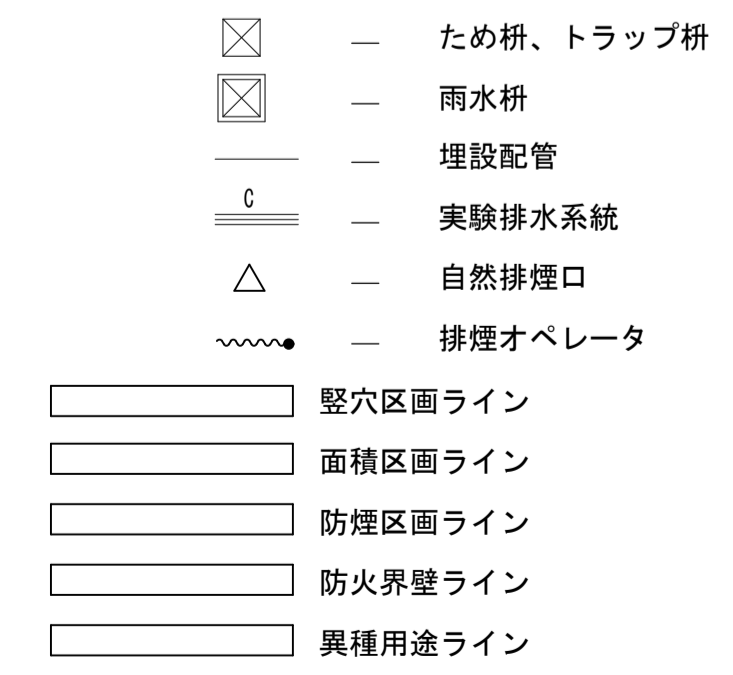 ため枡、トラップ枡
雨水枡
埋設配管
C
実験排水系統
自然排煙口
排煙オペレータ
竪穴区画ライン
面積区画ライン
防煙区画ライン
防火界壁ライン
異種用途ライン